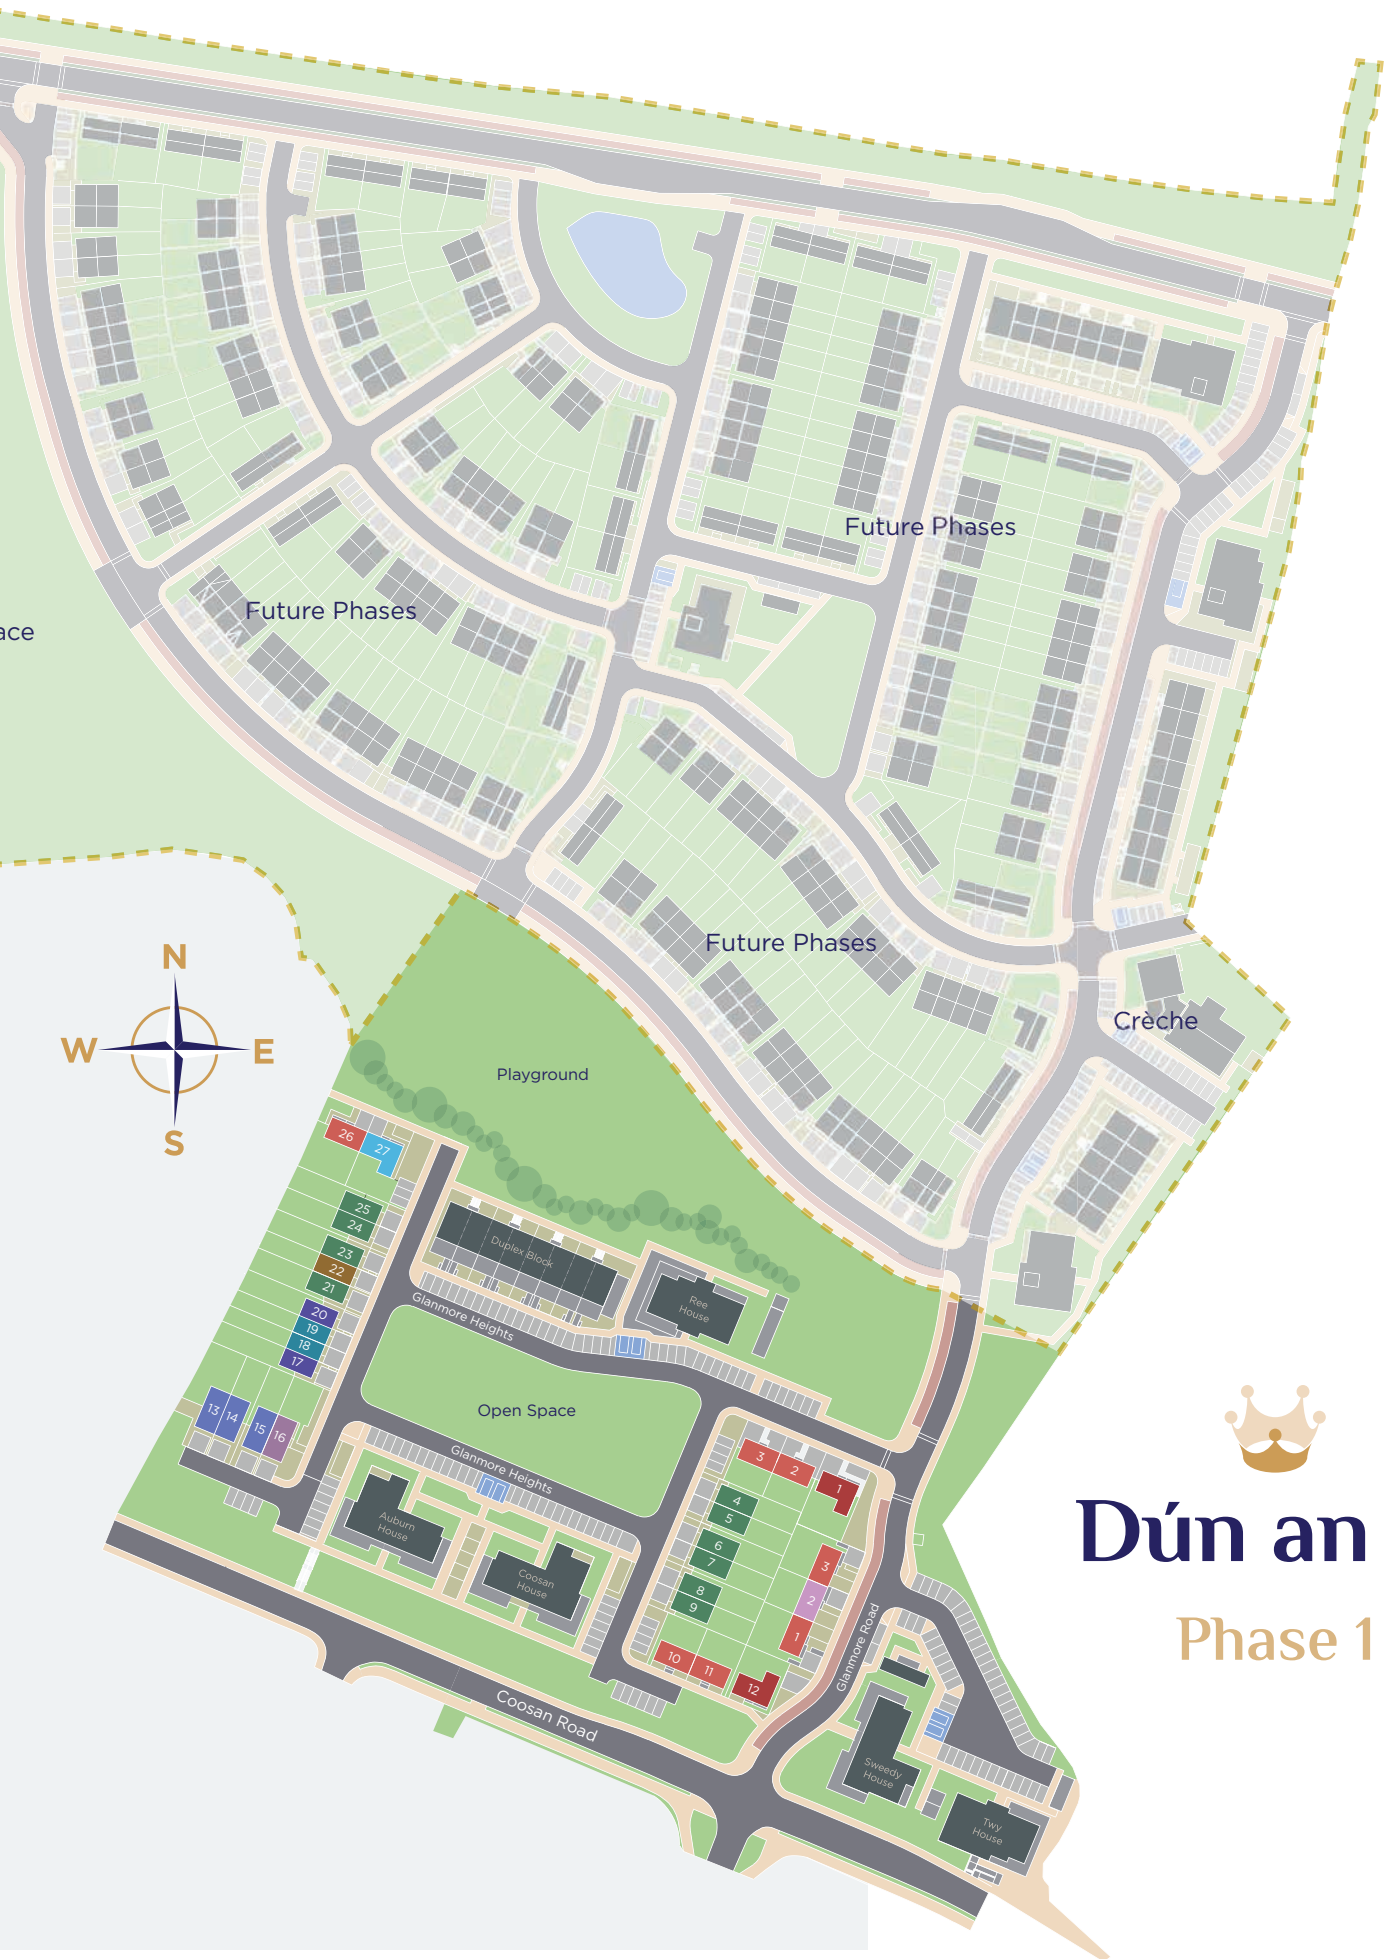 Future Phases
Future Phases
ace
Future Phases
Crèche
N
W
E
S
Playground
26
27
25
24
23
22
21
20
19
18
17
13
14
15
16
Duplex Block
Glanmore Heights
Ree
House
Open Space
Glanmore Heights
Auburn
House
Coosan
House
3
2
1
4
5
6
7
8
9
3
2
1
10
11
12
Glanmore Road
Coosan Road
Sweedy
House
Twy
House
Dún an
Phase 1